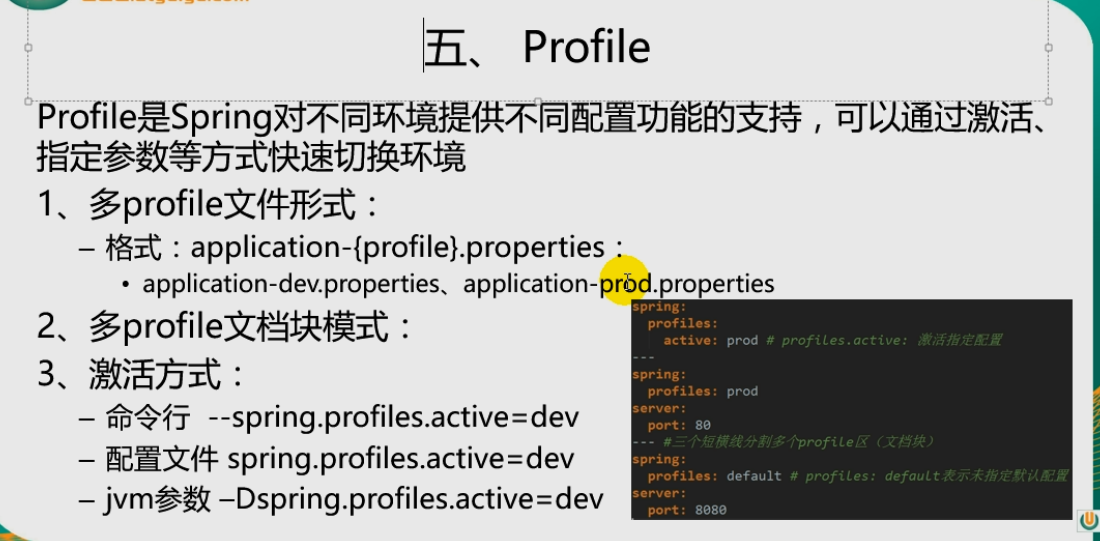 五、 Profile
Profile是Spring对不同环境提供不同配置功能的支持，可以通过激活、
指定参数等方式快速切换环境
1、多profile文件形式：
– 格式：application-{profile}.properties：
• application-dev.properties、application-prod.properties
2、多profile文档块模式：
3、激活方式：
– 命令行 --spring.profiles.active=dev
– 配置文件 spring.profiles.active=dev
– jvm参数 –Dspring.profiles.active=dev
spring:
profiles:
active: prod # profiles.active: 激活指定配置
---
spring:
profiles: prod
server:
port: 80
--- #三个短横线分割多个profile区（文档块）
spring:
profiles: default # profiles: default表示未指定默认配置
server:
port: 8080